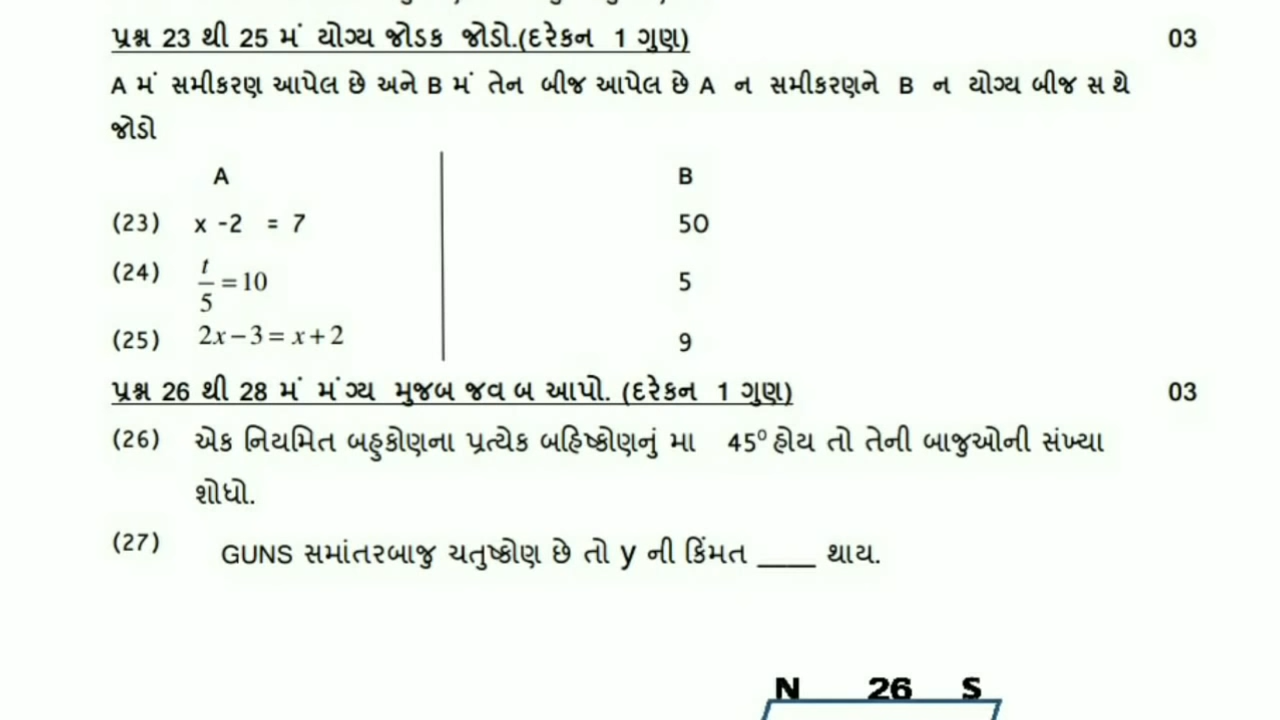 પ્રશ્ન 23 થી 25 મં યોગ્ય જોડક જોડો.(દરેકન 1 ગુણ) 03
A મં સમીકરણ આપેલ છે અને B મં તેન બીજ આપેલ છે A ન સમીકરણને B ન યોગ્ય બીજ સ થે
જોડો
A B
(23) x -2 = 7 50
(24) t/5 = 10 5
(25) 2x – 3 = x + 2 9
પ્રશ્ન 26 થી 28 મં મં ગ્ય મુજબ જવ બ આપો. (દરેકન 1 ગુણ) 03
(26) એક નિયમિત બહુકોણના પ્રત્યેક બહિષ્કોણનું મા 45⁰ હોય તો તેની બાજુઓની સંખ્યા
શોધો.
(27) GUNS સમાંતરબાજુ ચતુષ્કોણ છે તો y ની કિંમત ____ થાય.
N 26 S